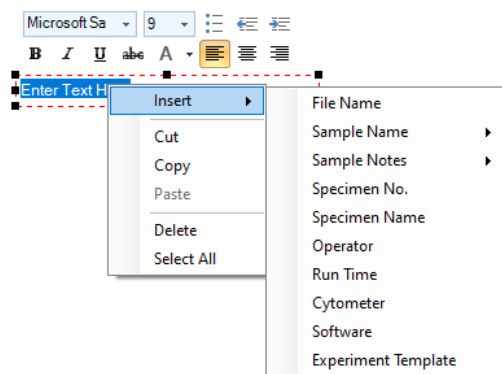 Microsoft Sa 9
B I U abc A
Enter Text H
Insert
Cut
Copy
Paste
Delete
Select All
File Name
Sample Name
Sample Notes
Specimen No.
Specimen Name
Operator
Run Time
Cytometer
Software
Experiment Template